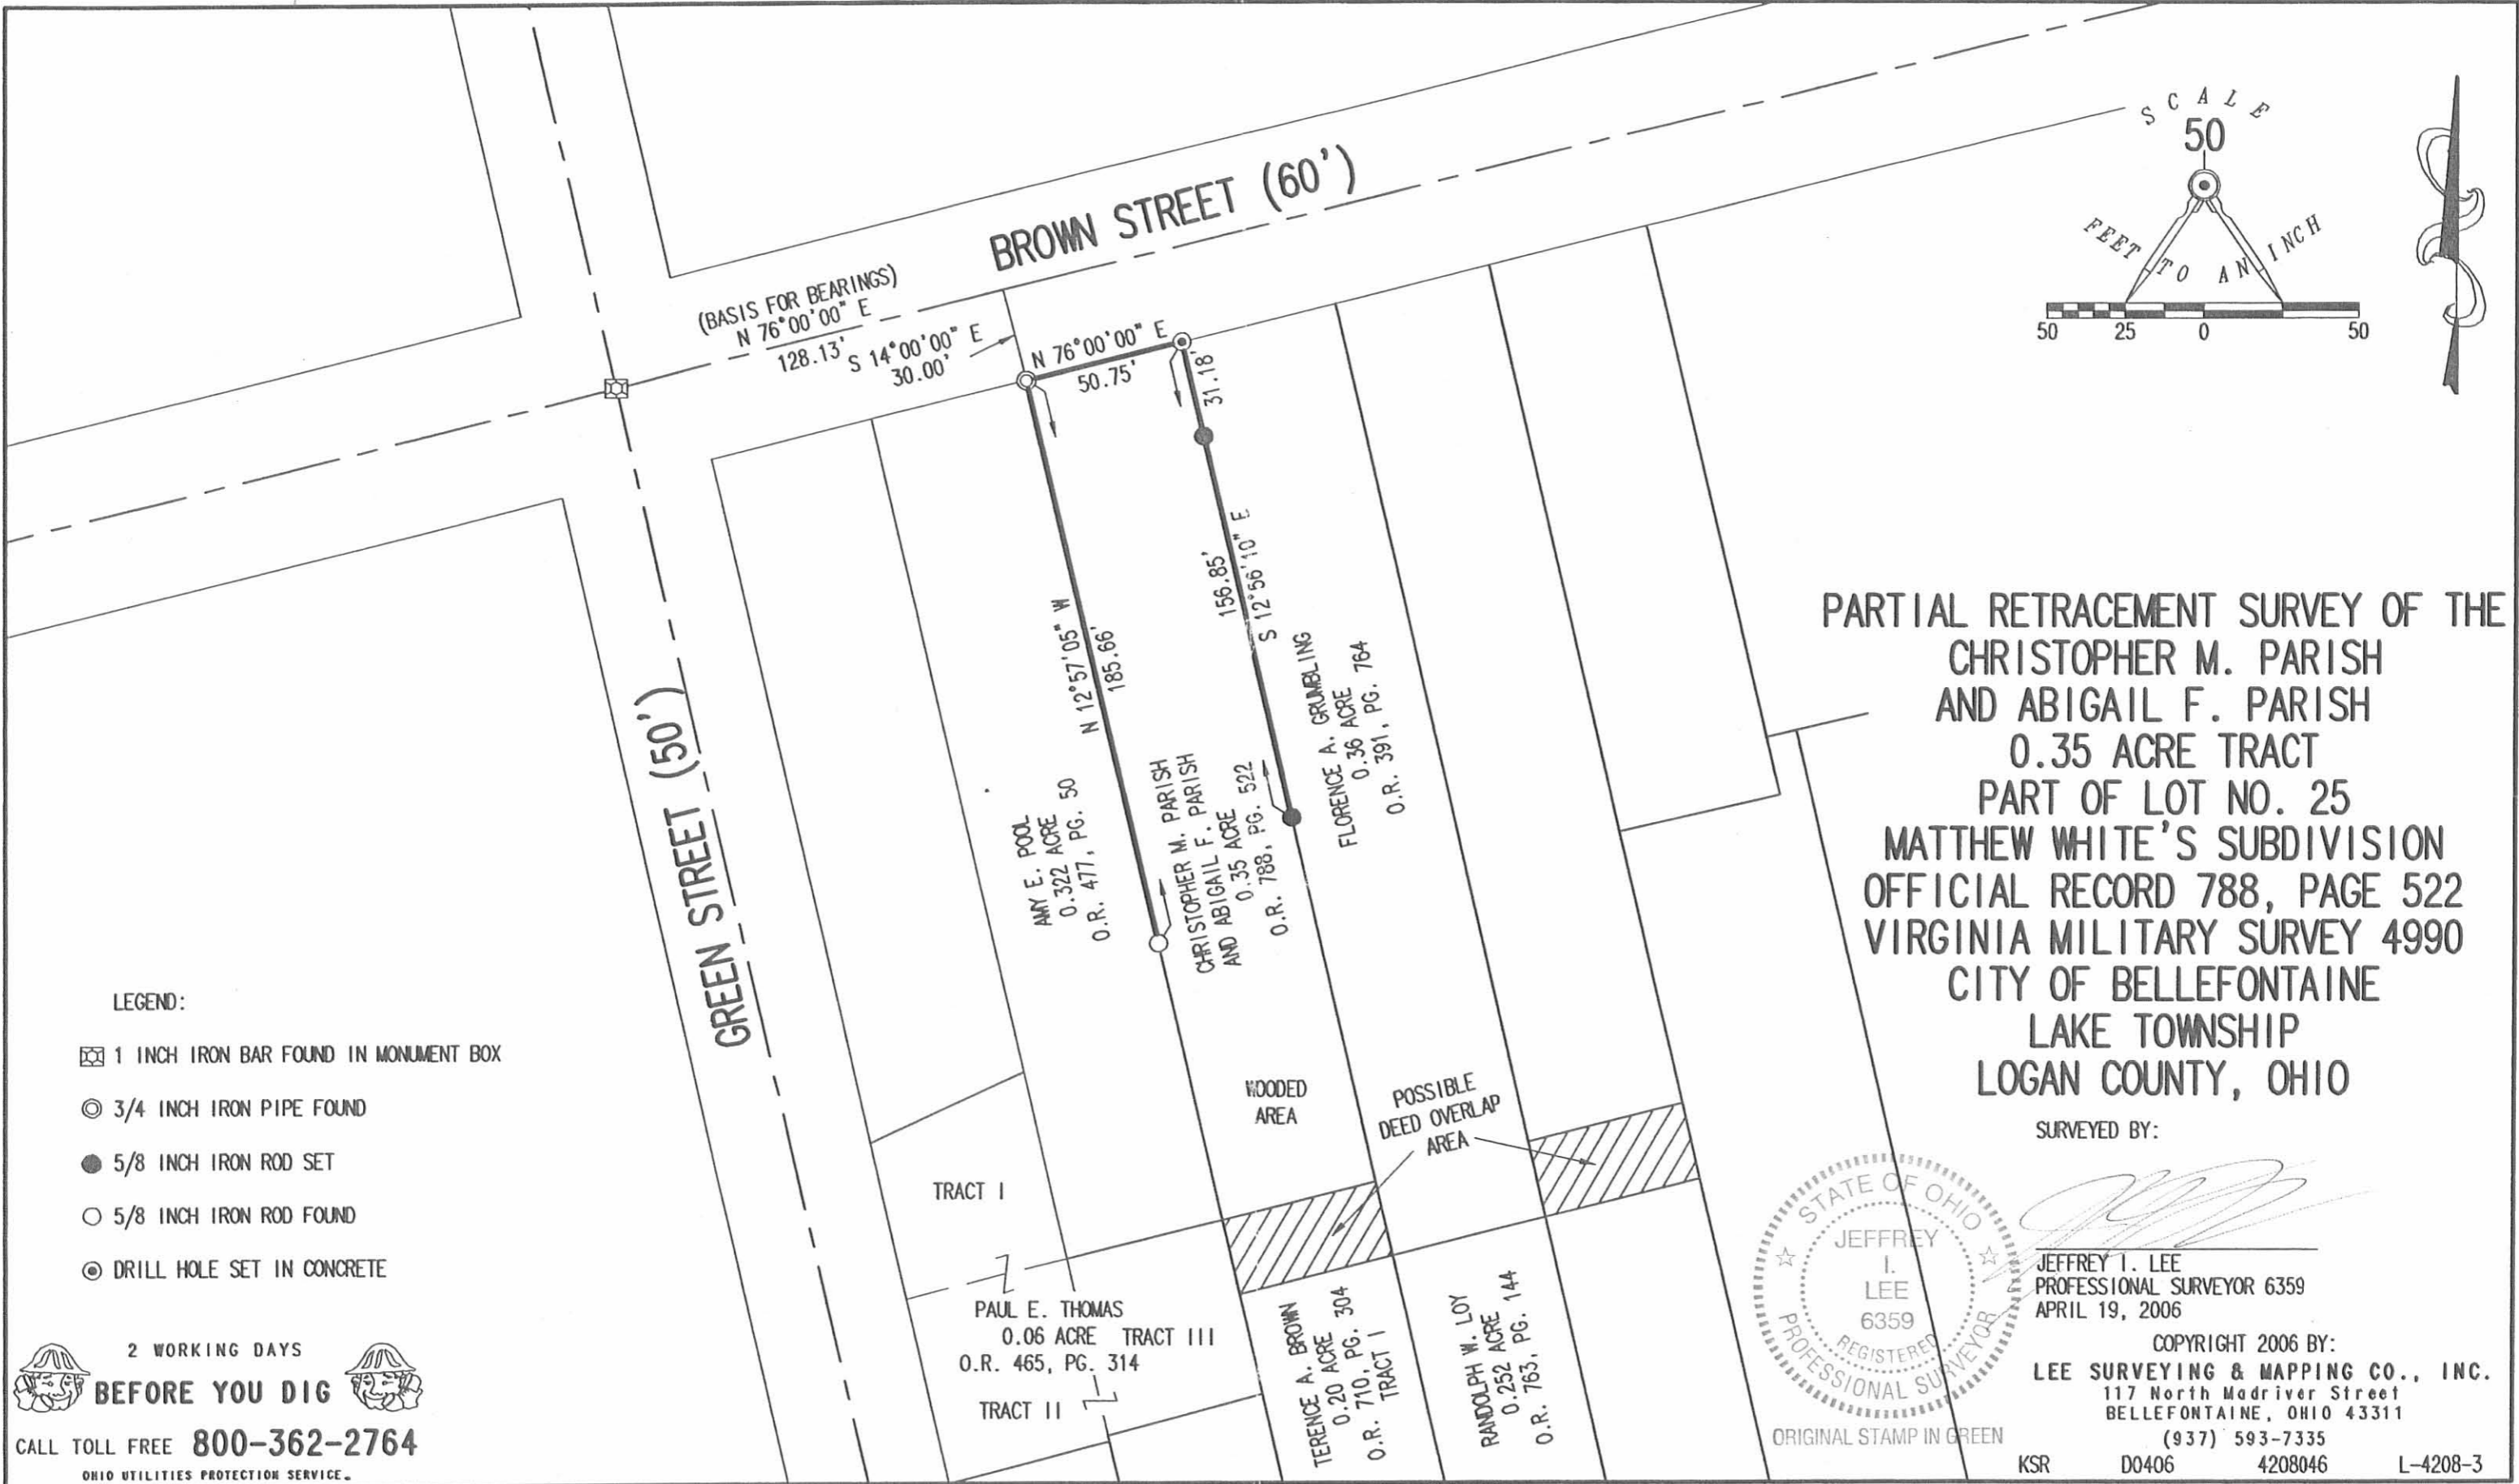 BROWN STREET (60')
(BASIS FOR BEARINGS)
N 76°00'00" E
128.13'
S 14°00'00" E
30.00'
N 76°00'00" E
50.75'
31.18'
156.85'
S 12°56'10" E
N 12°57'05" W
185.66'
GREEN STREET (50')
AMY E. POOL
0.322 ACRE
O.R. 477, PG. 50
CHRISTOPHER M. PARISH
AND ABIGAIL F. PARISH
0.35 ACRE
O.R. 788, PG. 522
FLORENCE A. GRUMBLING
0.36 ACRE
O.R. 391, PG. 764
WOODED
AREA
POSSIBLE
DEED OVERLAP
AREA
TRACT I
PAUL E. THOMAS
0.06 ACRE TRACT III
O.R. 465, PG. 314
TRACT II
TERENCE A. BROWN
0.20 ACRE
O.R. 710, PG. 304
TRACT I
RANDOLPH W. LOY
0.252 ACRE
O.R. 763, PG. 144
SCALE
50
FEET TO AN INCH
50 25 0 50
PARTIAL RETRACEMENT SURVEY OF THE
CHRISTOPHER M. PARISH
AND ABIGAIL F. PARISH
0.35 ACRE TRACT
PART OF LOT NO. 25
MATTHEW WHITE'S SUBDIVISION
OFFICIAL RECORD 788, PAGE 522
VIRGINIA MILITARY SURVEY 4990
CITY OF BELLEFONTAINE
LAKE TOWNSHIP
LOGAN COUNTY, OHIO
SURVEYED BY:
STATE OF OHIO
JEFFREY
I.
LEE
6359
REGISTERED
PROFESSIONAL SURVEYOR
ORIGINAL STAMP IN GREEN
JEFFREY I. LEE
PROFESSIONAL SURVEYOR 6359
APRIL 19, 2006
COPYRIGHT 2006 BY:
LEE SURVEYING & MAPPING CO., INC.
117 North Madriver Street
BELLEFONTAINE, OHIO 43311
(937) 593-7335
KSR D0406 4208046 L-4208-3
LEGEND:
1 INCH IRON BAR FOUND IN MONUMENT BOX
3/4 INCH IRON PIPE FOUND
5/8 INCH IRON ROD SET
5/8 INCH IRON ROD FOUND
DRILL HOLE SET IN CONCRETE
2 WORKING DAYS
BEFORE YOU DIG
CALL TOLL FREE 800-362-2764
OHIO UTILITIES PROTECTION SERVICE.